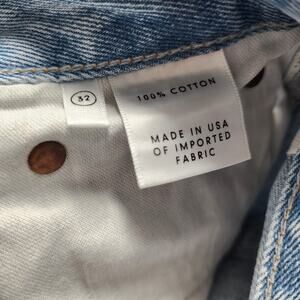 32
100% COTTON
MADE IN USA
OF IMPORTED
FABRIC